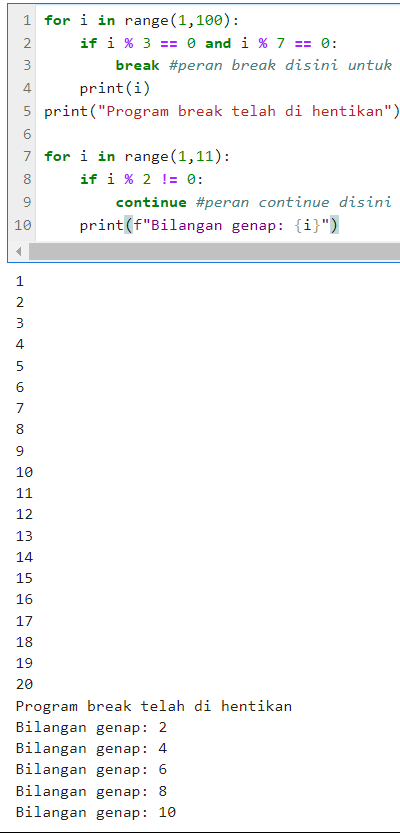 1 for i in range(1,100):
2     if i % 3 == 0 and i % 7 == 0:
3         break #peran break disini untuk
4     print(i)
5 print("Program break telah di hentikan")
6
7 for i in range(1,11):
8     if i % 2 != 0:
9         continue #peran continue disini
10     print(f"Bilangan genap: {i}")
1
2
3
4
5
6
7
8
9
10
11
12
13
14
15
16
17
18
19
20
Program break telah di hentikan
Bilangan genap: 2
Bilangan genap: 4
Bilangan genap: 6
Bilangan genap: 8
Bilangan genap: 10